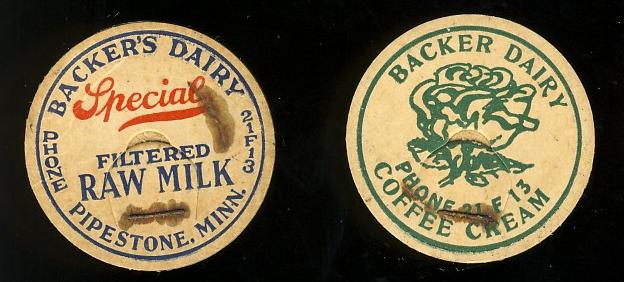 BACKER'S DAIRY
Special
PHONE 21F13
FILTERED
RAW MILK
PIPESTONE, MINN.
BACKER DAIRY
PHONE 21 F 13
COFFEE CREAM